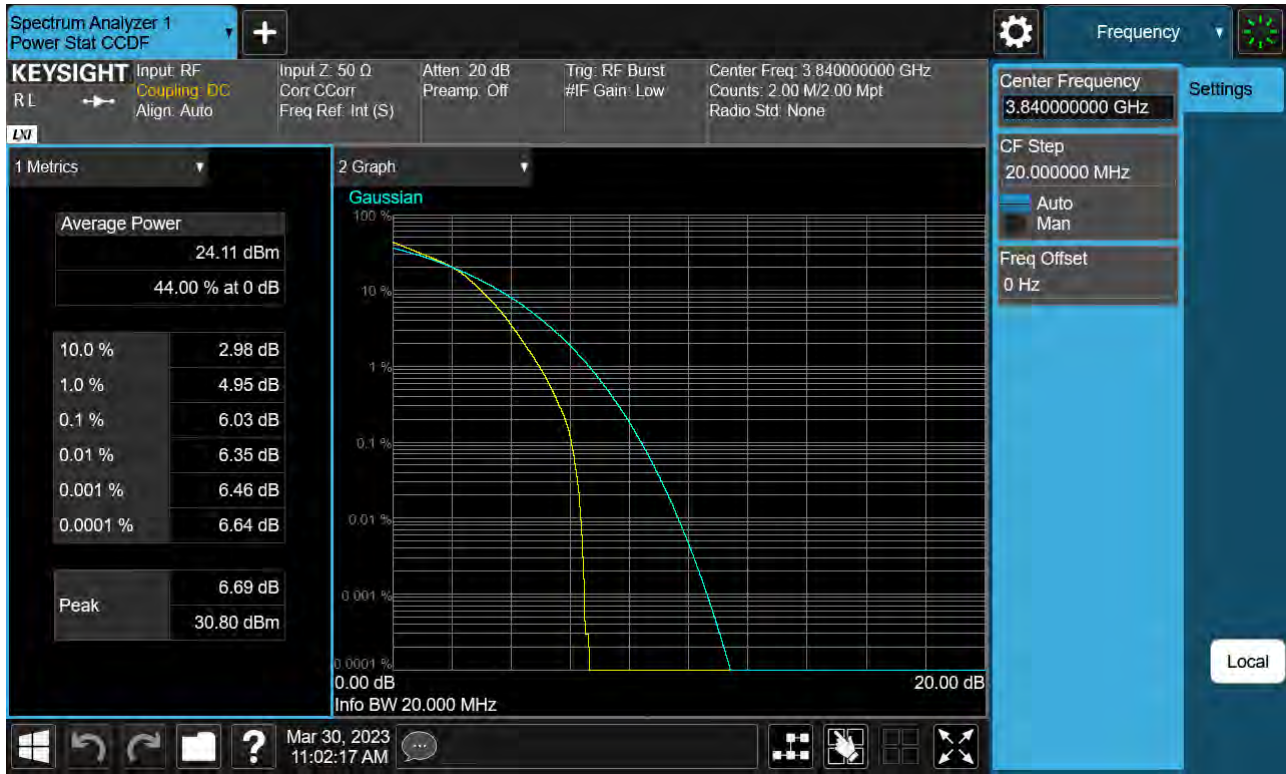 Spectrum Analyzer 1
Power Stat CCDF
+
Frequency
KEYSIGHT
RL
LXI
Input: RF
Coupling: DC
Align: Auto
Input Z: 50 Ω
Corr CCorr
Freq Ref: Int (S)
Atten: 20 dB
Preamp: Off
Trig: RF Burst
#IF Gain: Low
Center Freq: 3.840000000 GHz
Counts: 2.00 M/2.00 Mpt
Radio Std: None
Center Frequency
3.840000000 GHz
Settings
CF Step
20.000000 MHz
Auto
Man
Freq Offset
0 Hz
1 Metrics
Average Power
24.11 dBm
44.00 % at 0 dB
10.0 % 2.98 dB
1.0 % 4.95 dB
0.1 % 6.03 dB
0.01 % 6.35 dB
0.001 % 6.46 dB
0.0001 % 6.64 dB
Peak
6.69 dB
30.80 dBm
2 Graph
Gaussian
100 %
10 %
1 %
0.1 %
0.01 %
0.001 %
0.0001 %
0.00 dB 20.00 dB
Info BW 20.000 MHz
Local
?
Mar 30, 2023
11:02:17 AM